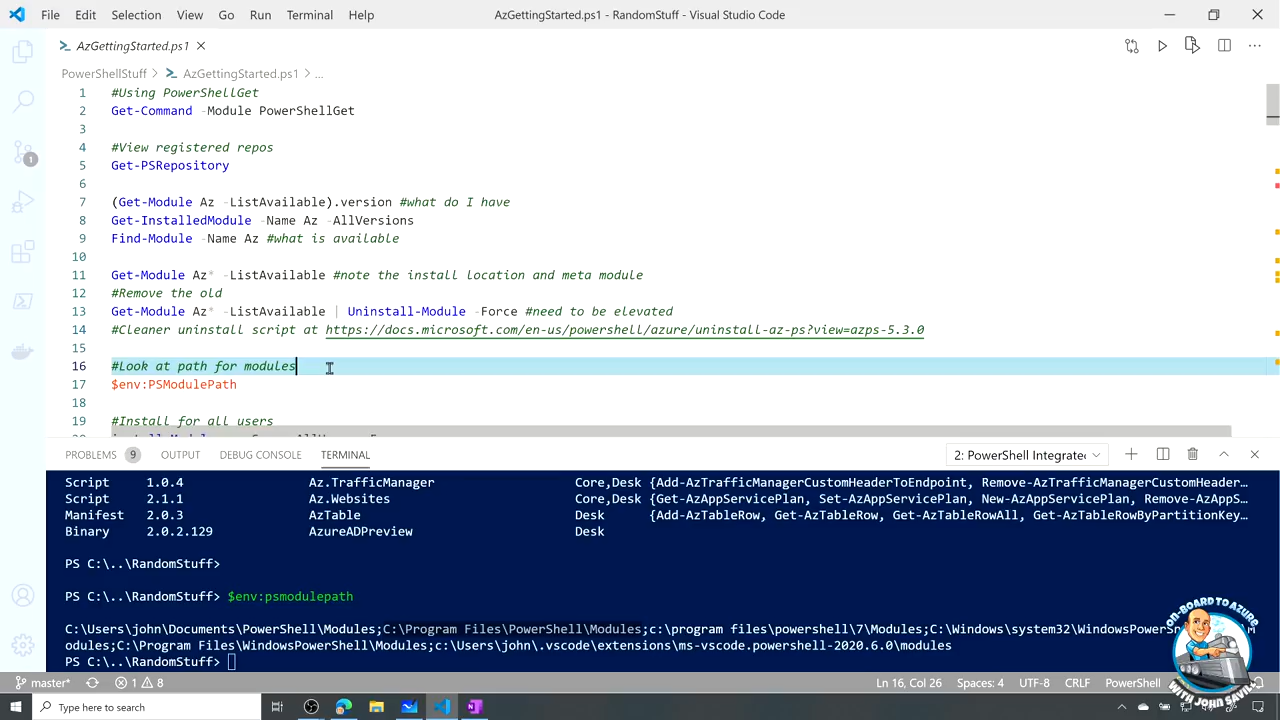 File Edit Selection View Go Run Terminal Help
AzGettingStarted.ps1 - RandomStuff - Visual Studio Code
AzGettingStarted.ps1
PowerShellStuff > AzGettingStarted.ps1 > ...
1 #Using PowerShellGet
2 Get-Command -Module PowerShellGet
3
4 #View registered repos
5 Get-PSRepository
6
7 (Get-Module Az -ListAvailable).version #what do I have
8 Get-InstalledModule -Name Az -AllVersions
9 Find-Module -Name Az #what is available
10
11 Get-Module Az* -ListAvailable #note the install location and meta module
12 #Remove the old
13 Get-Module Az* -ListAvailable | Uninstall-Module -Force #need to be elevated
14 #Cleaner uninstall script at https://docs.microsoft.com/en-us/powershell/azure/uninstall-az-ps?view=azps-5.3.0
15
16 #Look at path for modules
17 $env:PSModulePath
18
19 #Install for all users
1
PROBLEMS 9 OUTPUT DEBUG CONSOLE TERMINAL
2: PowerShell Integrate
Script 1.0.4 Az.TrafficManager Core,Desk {Add-AzTrafficManagerCustomHeaderToEndpoint, Remove-AzTrafficManagerCustomHeader…
Script 2.1.1 Az.Websites Core,Desk {Get-AzAppServicePlan, Set-AzAppServicePlan, New-AzAppServicePlan, Remove-AzAppS…
Manifest 2.0.3 AzTable Desk {Add-AzTableRow, Get-AzTableRow, Get-AzTableRowAll, Get-AzTableRowByPartitionKey…
Binary 2.0.2.129 AzureADPreview Desk
PS C:\..\RandomStuff>
PS C:\..\RandomStuff> $env:psmodulepath
C:\Users\john\Documents\PowerShell\Modules;C:\Program Files\PowerShell\Modules;c:\program files\powershell\7\Modules;C:\Windows\system32\WindowsPower
odules;C:\Program Files\WindowsPowerShell\Modules;c:\Users\john\.vscode\extensions\ms-vscode.powershell-2020.6.0\modules
PS C:\..\RandomStuff>
ON-BOARD TO AZURE
WITH JOHN SAVILL
master* 1 8
Ln 16, Col 26 Spaces: 4 UTF-8 CRLF PowerShell
Type here to search